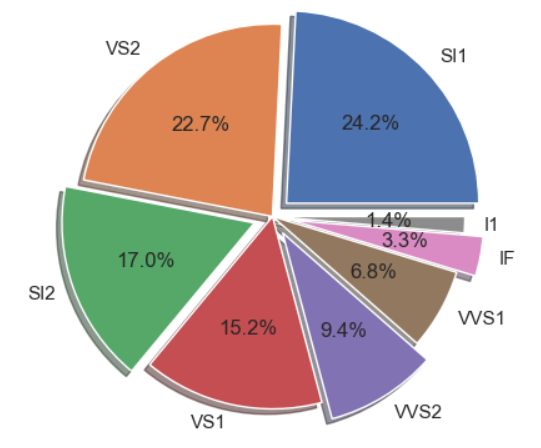 SI1
24.2%
VS2
22.7%
SI2
17.0%
VS1
15.2%
VVS2
9.4%
VVS1
6.8%
IF
3.3%
I1
1.4%